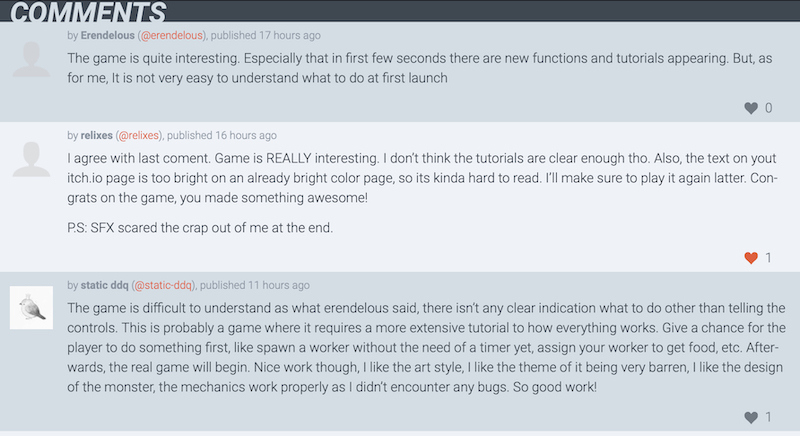 COMMENTS
by Erendelous (@erendelous), published 17 hours ago
The game is quite interesting. Especially that in first few seconds there are new functions and tutorials appearing. But, as
for me, It is not very easy to understand what to do at first launch
0
by relixes (@relixes), published 16 hours ago
I agree with last coment. Game is REALLY interesting. I don't think the tutorials are clear enough tho. Also, the text on yout
itch.io page is too bright on an already bright color page, so its kinda hard to read. I'll make sure to play it again latter. Con-
grats on the game, you made something awesome!
P.S: SFX scared the crap out of me at the end.
1
by static ddq (@static-ddq), published 11 hours ago
The game is difficult to understand as what erendelous said, there isn't any clear indication what to do other than telling the
controls. This is probably a game where it requires a more extensive tutorial to how everything works. Give a chance for the
player to do something first, like spawn a worker without the need of a timer yet, assign your worker to get food, etc. After-
wards, the real game will begin. Nice work though, I like the art style, I like the theme of it being very barren, I like the design
of the monster, the mechanics work properly as I didn't encounter any bugs. So good work!
1